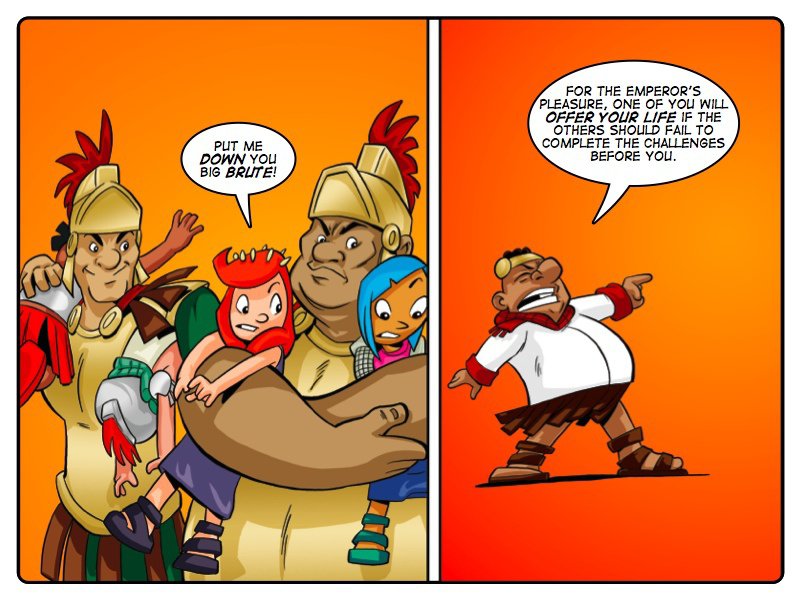 PUT ME
DOWN YOU
BIG BRUTE!
FOR THE EMPEROR'S
PLEASURE, ONE OF YOU WILL
OFFER YOUR LIFE IF THE
OTHERS SHOULD FAIL TO
COMPLETE THE CHALLENGES
BEFORE YOU.